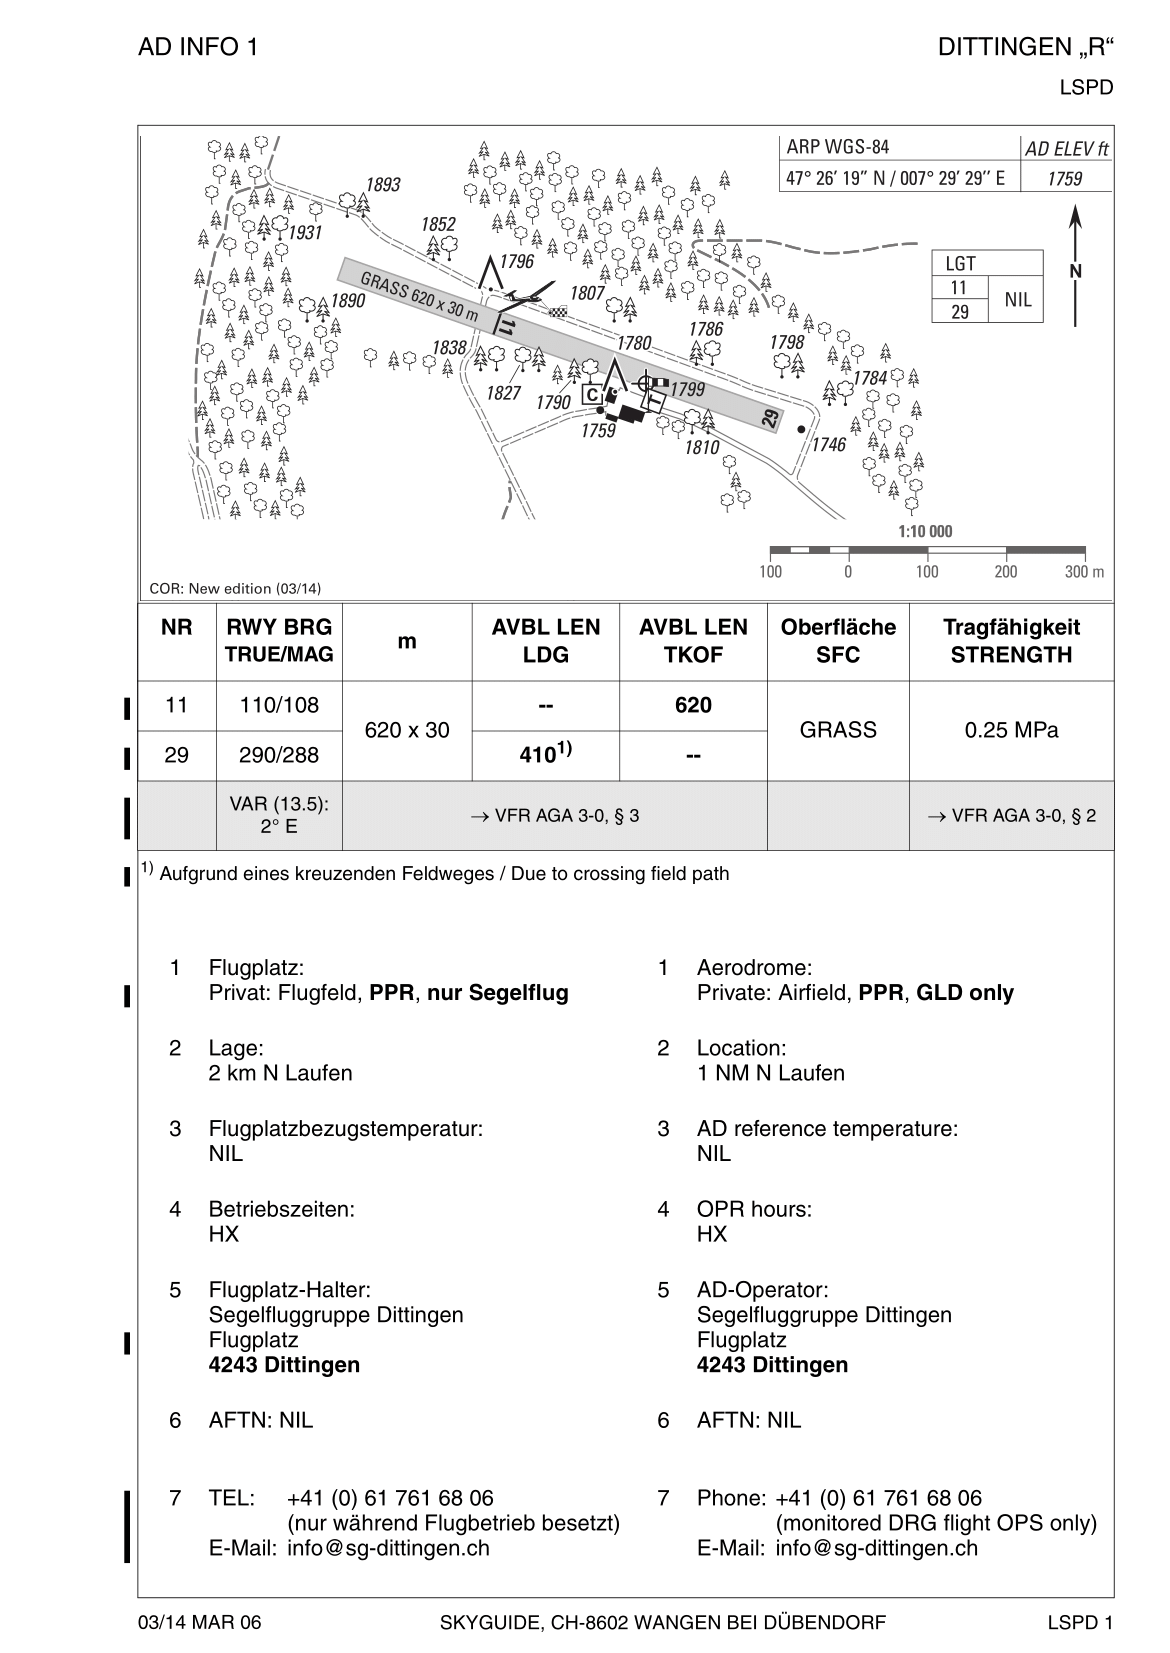 AD INFO 1
DITTINGEN „R“
LSPD
ARP WGS-84
AD ELEV ft
47° 26′ 19″ N / 007° 29′ 29′′ E
1759
1893
1931
1852
1796
LGT
11
29
NIL
N
GRASS 620 x 30 m
1890
1807
11
1838
1780
1786
1798
1827
1790
C
T
1799
1784
29
1759
1810
1746
1:10 000
100 0 100 200 300 m
COR: New edition (03/14)
NR
RWY BRG
TRUE/MAG
m
AVBL LEN
LDG
AVBL LEN
TKOF
Oberfläche
SFC
Tragfähigkeit
STRENGTH
11 110/108 -- 620
620 x 30 GRASS 0.25 MPa
29 290/288 410 1) --
VAR (13.5):
2° E
→ VFR AGA 3-0, § 3
→ VFR AGA 3-0, § 2
1) Aufgrund eines kreuzenden Feldweges / Due to crossing field path
1 Flugplatz:
Privat: Flugfeld, PPR, nur Segelflug
1 Aerodrome:
Private: Airfield, PPR, GLD only
2 Lage:
2 km N Laufen
2 Location:
1 NM N Laufen
3 Flugplatzbezugstemperatur:
NIL
3 AD reference temperature:
NIL
4 Betriebszeiten:
HX
4 OPR hours:
HX
5 Flugplatz-Halter:
Segelfluggruppe Dittingen
Flugplatz
4243 Dittingen
5 AD-Operator:
Segelfluggruppe Dittingen
Flugplatz
4243 Dittingen
6 AFTN: NIL
6 AFTN: NIL
7 TEL: +41 (0) 61 761 68 06
(nur während Flugbetrieb besetzt)
E-Mail: info@sg-dittingen.ch
7 Phone: +41 (0) 61 761 68 06
(monitored DRG flight OPS only)
E-Mail: info@sg-dittingen.ch
03/14 MAR 06
SKYGUIDE, CH-8602 WANGEN BEI DÜBENDORF
LSPD 1